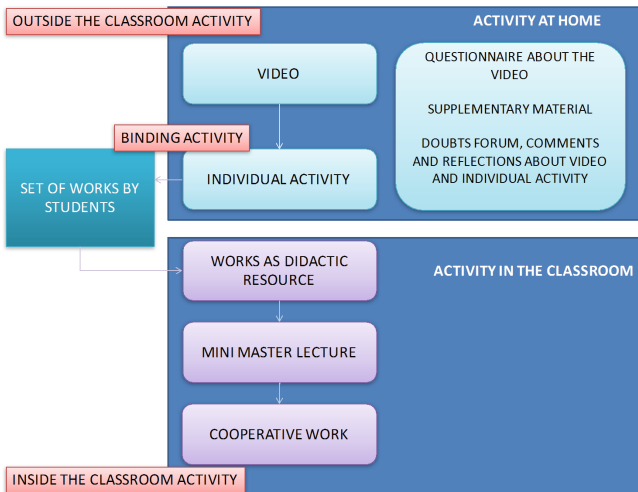 OUTSIDE THE CLASSROOM ACTIVITY
ACTIVITY AT HOME
VIDEO
QUESTIONNAIRE ABOUT THE
VIDEO
SUPPLEMENTARY MATERIAL
DOUBTS FORUM, COMMENTS
AND REFLECTIONS ABOUT VIDEO
AND INDIVIDUAL ACTIVITY
BINDING ACTIVITY
INDIVIDUAL ACTIVITY
SET OF WORKS BY
STUDENTS
WORKS AS DIDACTIC
RESOURCE
ACTIVITY IN THE CLASSROOM
MINI MASTER LECTURE
COOPERATIVE WORK
INSIDE THE CLASSROOM ACTIVITY